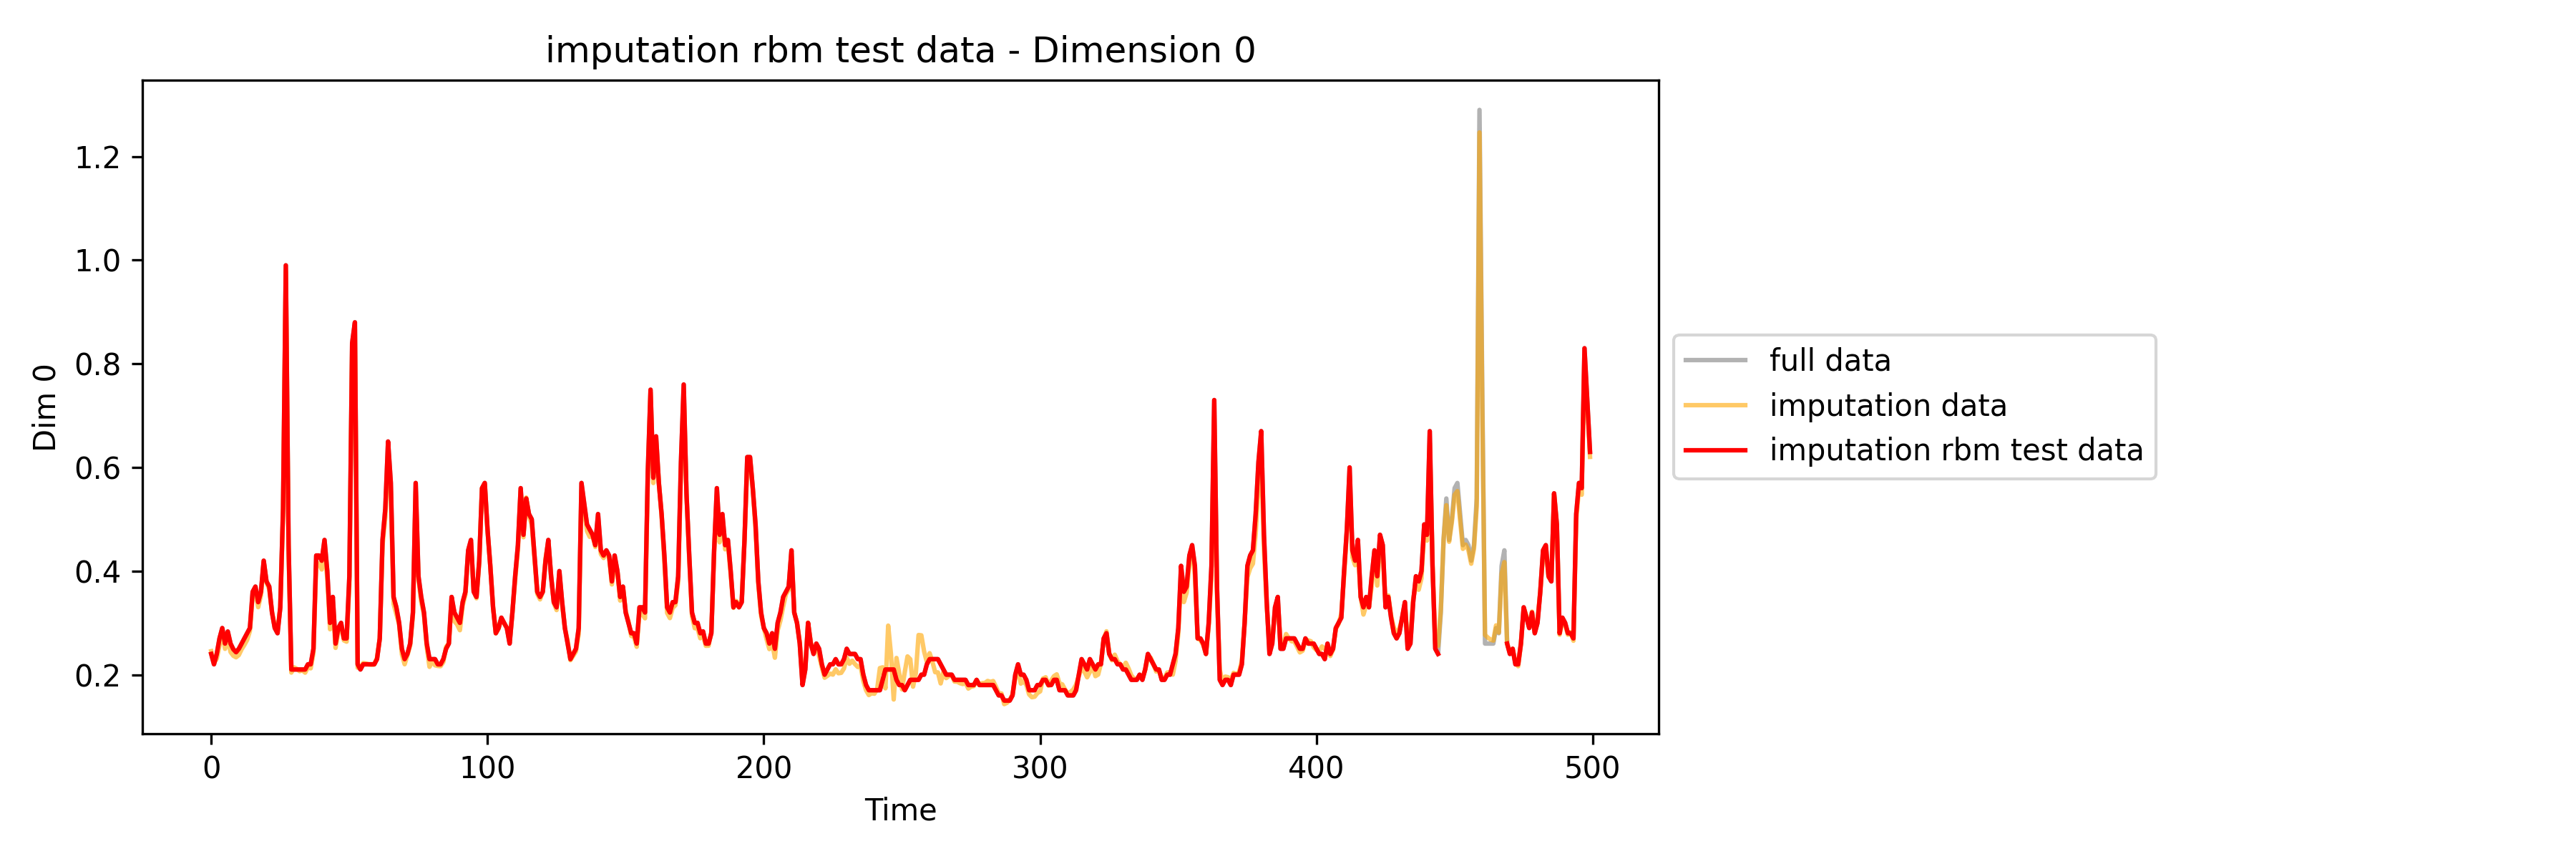 imputation rbm test data - Dimension 0
Dim 0
1.2
1.0
0.8
0.6
0.4
0.2
0 100 200 300 400 500
Time
full data
imputation data
imputation rbm test data